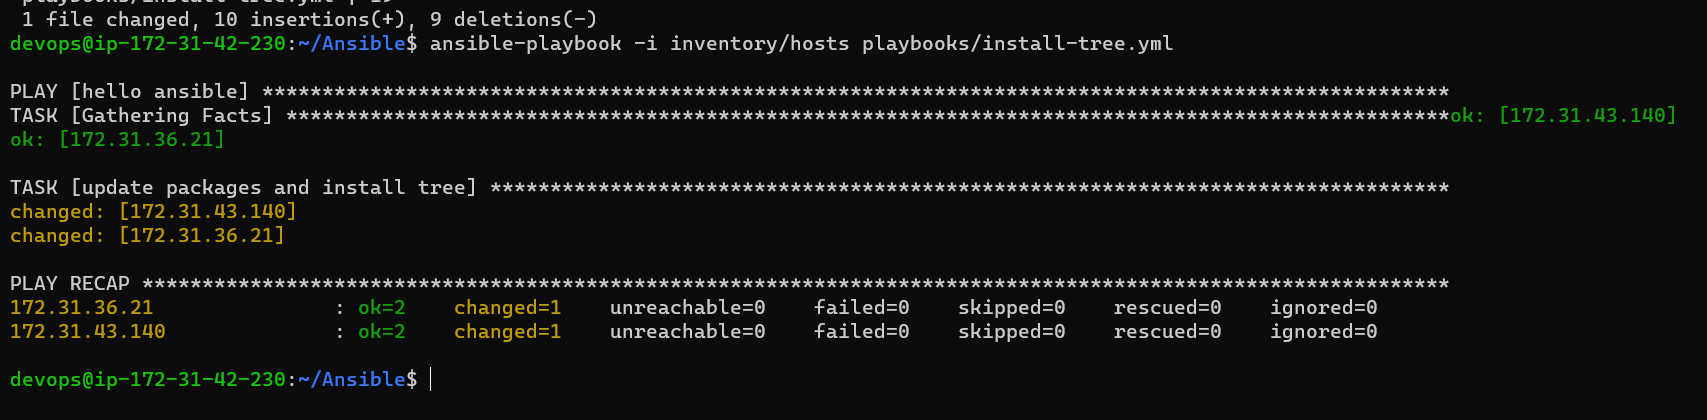 1 file changed, 10 insertions(+), 9 deletions(-)
devops@ip-172-31-42-230:~/Ansible$ ansible-playbook -i inventory/hosts playbooks/install-tree.yml
PLAY [hello ansible] ***************************************************************************************************
TASK [Gathering Facts] *************************************************************************************************ok: [172.31.43.140]
ok: [172.31.36.21]
TASK [update packages and install tree] ********************************************************************************
changed: [172.31.43.140]
changed: [172.31.36.21]
PLAY RECAP *************************************************************************************************************
172.31.36.21               : ok=2    changed=1    unreachable=0    failed=0    skipped=0    rescued=0    ignored=0
172.31.43.140              : ok=2    changed=1    unreachable=0    failed=0    skipped=0    rescued=0    ignored=0
devops@ip-172-31-42-230:~/Ansible$